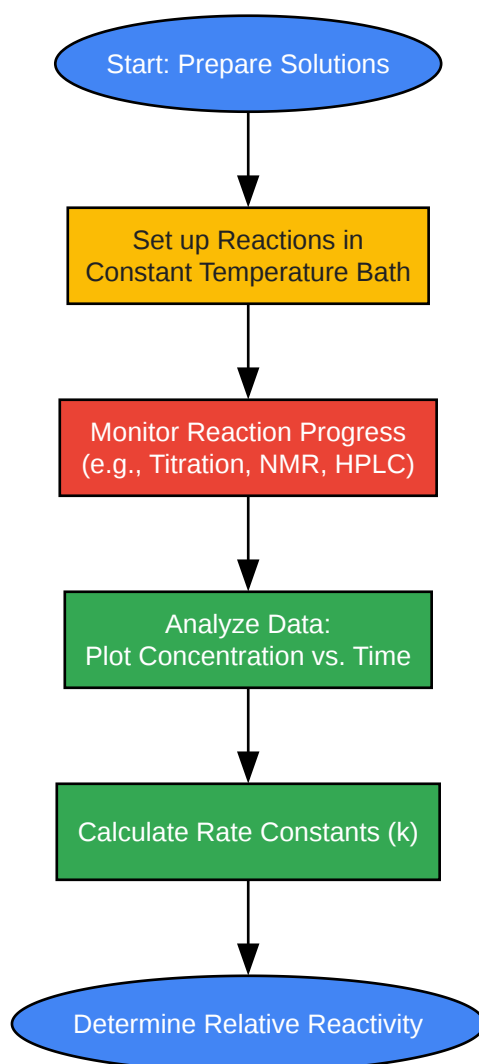 Start: Prepare Solutions
Set up Reactions in
Constant Temperature Bath
Monitor Reaction Progress
(e.g., Titration, NMR, HPLC)
Analyze Data:
Plot Concentration vs. Time
Calculate Rate Constants (k)
Determine Relative Reactivity